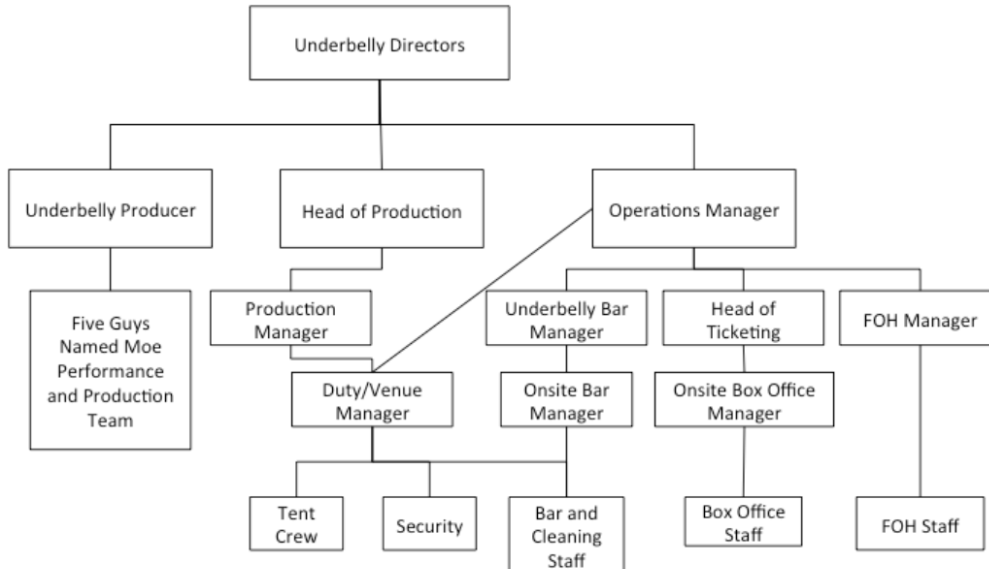 Underbelly Directors
Underbelly Producer
Head of Production
Operations Manager
Five Guys
Named Moe
Performance
and Production
Team
Production
Manager
Underbelly Bar
Manager
Head of
Ticketing
FOH Manager
Duty/Venue
Manager
Onsite Bar
Manager
Onsite Box Office
Manager
Tent
Crew
Security
Bar and
Cleaning
Staff
Box Office
Staff
FOH Staff